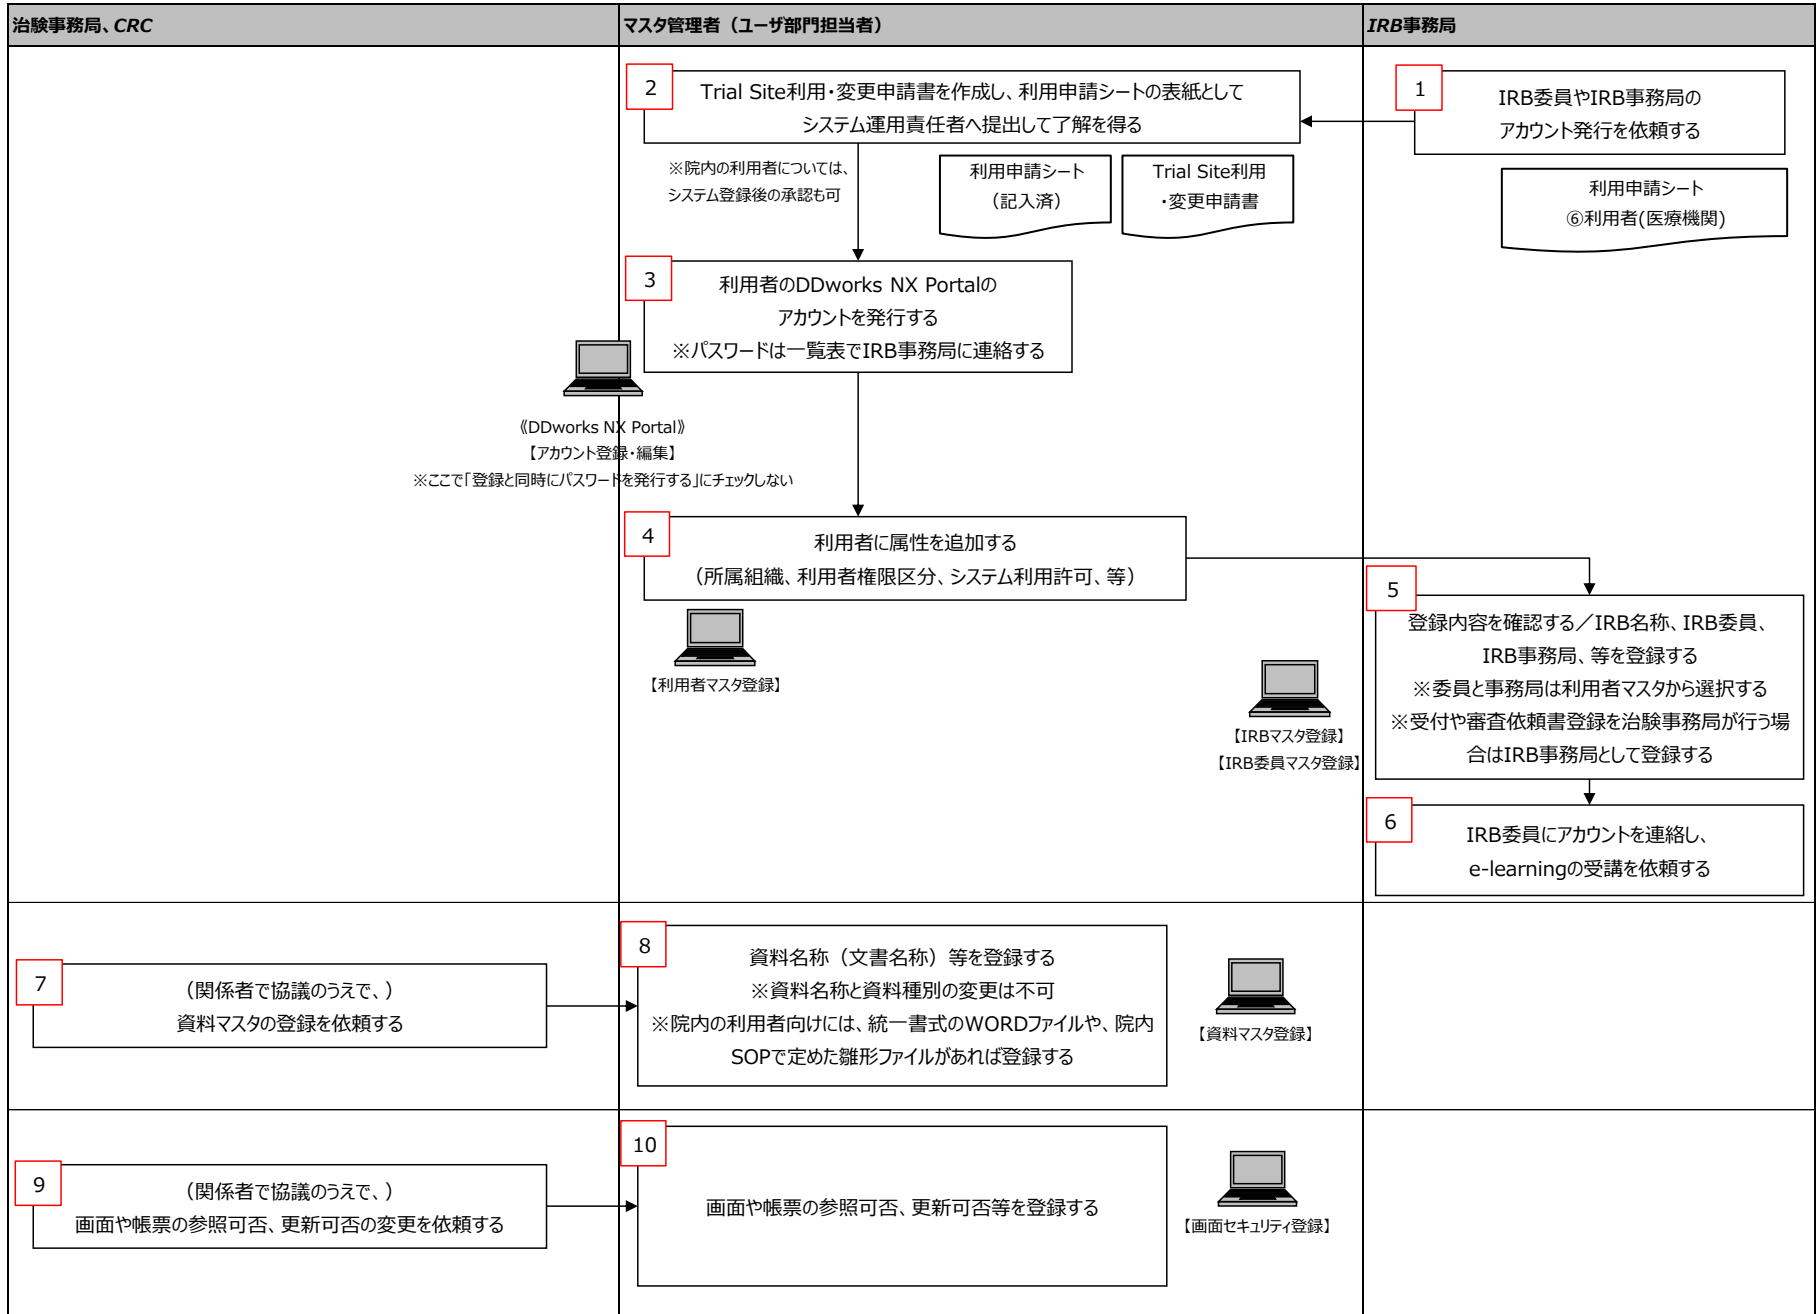 治験事務局、CRC
マスタ管理者（ユーザ部門担当者）
IRB事務局
1
IRB委員やIRB事務局の
アカウント発行を依頼する
利用申請シート
⑥利用者(医療機関)
2
Trial Site利用・変更申請書を作成し、利用申請シートの表紙として
システム運用責任者へ提出して了解を得る
※院内の利用者については、
システム登録後の承認も可
利用申請シート
（記入済）
Trial Site利用
・変更申請書
3
利用者のDDworks NX Portalの
アカウントを発行する
※パスワードは一覧表でIRB事務局に連絡する
《DDworks NX Portal》
【アカウント登録・編集】
※ここで「登録と同時にパスワードを発行する」にチェックしない
4
利用者に属性を追加する
（所属組織、利用者権限区分、システム利用許可、等）
【利用者マスタ登録】
5
登録内容を確認する／IRB名称、IRB委員、
IRB事務局、等を登録する
※委員と事務局は利用者マスタから選択する
※受付や審査依頼書登録を治験事務局が行う場
合はIRB事務局として登録する
【IRBマスタ登録】
【IRB委員マスタ登録】
6
IRB委員にアカウントを連絡し、
e-learningの受講を依頼する
7
（関係者で協議のうえで、）
資料マスタの登録を依頼する
8
資料名称（文書名称）等を登録する
※資料名称と資料種別の変更は不可
※院内の利用者向けには、統一書式のWORDファイルや、院内
SOPで定めた雛形ファイルがあれば登録する
【資料マスタ登録】
9
（関係者で協議のうえで、）
画面や帳票の参照可否、更新可否の変更を依頼する
10
画面や帳票の参照可否、更新可否等を登録する
【画面セキュリティ登録】